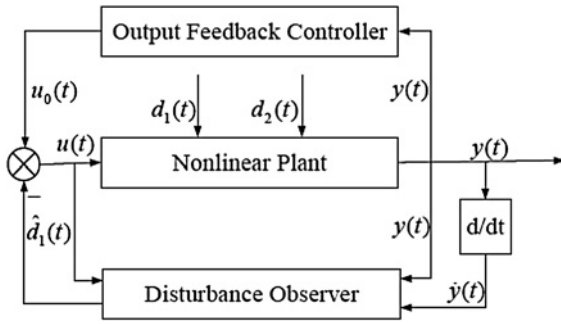 Output Feedback Controller
u₀(t)
d₁(t)
d₂(t)
y(t)
u(t)
Nonlinear Plant
y(t)
−
d̂₁(t)
y(t)
d/dt
Disturbance Observer
ẏ(t)